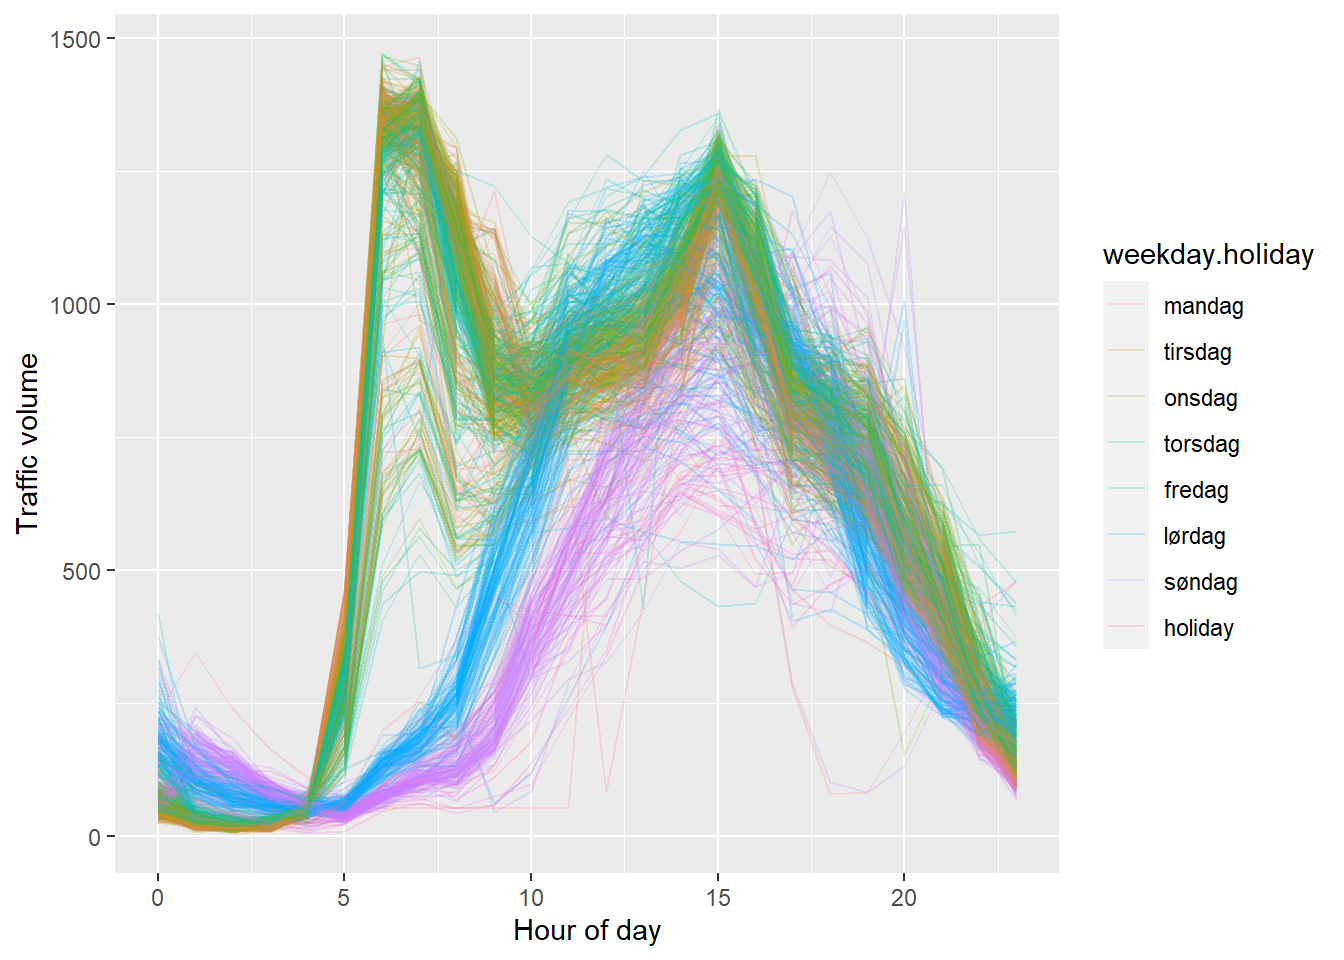 1500
1000
500
0
Traffic volume
0 5 10 15 20
Hour of day
weekday.holiday
mandag
tirsdag
onsdag
torsdag
fredag
lørdag
søndag
holiday